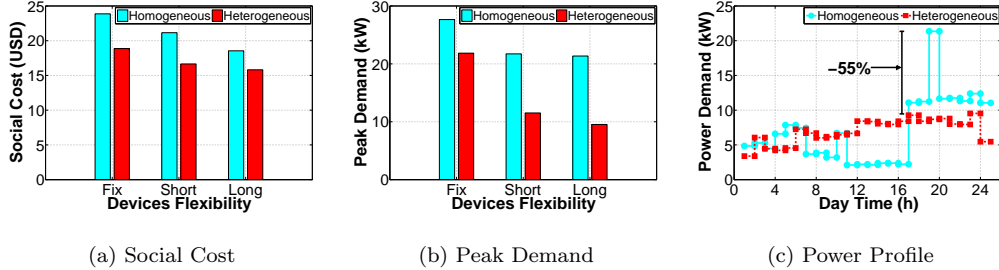 Homogeneous Heterogeneous
Social Cost (USD)
25
20
15
10
5
0
Fix Short Long
Devices Flexibility
(a) Social Cost
Homogeneous Heterogeneous
Peak Demand (kW)
30
20
10
0
Fix Short Long
Devices Flexibility
(b) Peak Demand
Homogeneous Heterogeneous
Power Demand (kW)
25
20
15
10
5
0
−55%
0 4 8 12 16 20 24
Day Time (h)
(c) Power Profile